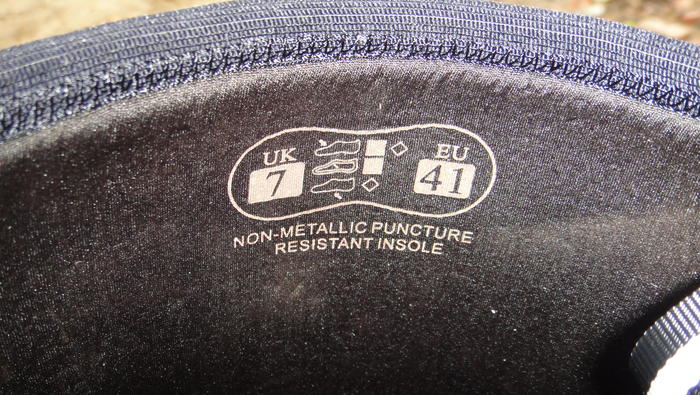 UK EU
7 41
NON-METALLIC PUNCTURE
RESISTANT INSOLE